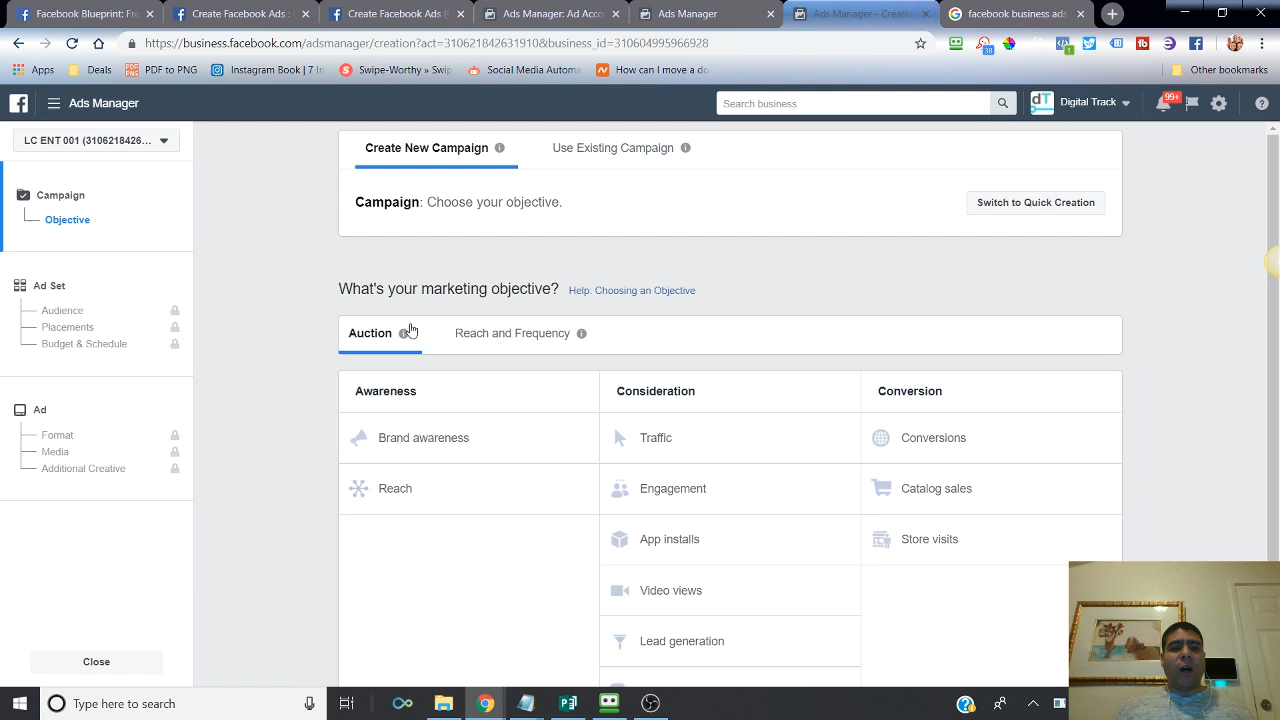 Facebook Blueprint Fre
Create Facebook Ads :
Create Facebook Ads (
Ads Manager: Ad Acco
Ads Manager
Ads Manager - Creatio
facebook business ads
https://business.facebook.com/adsmanager/creation?act=310621842631910&business_id=310604995966928
38
1
Apps
Deals
PDF to PNG
Instagram Book | 7 In
Swipe-Worthy » Swip
Social Media Automa
How can I move a do
Other bookmarks
Ads Manager
Search business
dT
Digital Track
99+
LC ENT 001 (3106218426...
Create New Campaign
Use Existing Campaign
Campaign: Choose your objective.
Switch to Quick Creation
Campaign
Objective
Ad Set
Audience
Placements
Budget & Schedule
Ad
Format
Media
Additional Creative
Close
What's your marketing objective?
Help: Choosing an Objective
Auction
Reach and Frequency
Awareness
Consideration
Conversion
Brand awareness
Traffic
Conversions
Reach
Engagement
Catalog sales
App installs
Store visits
Video views
Lead generation
Type here to search